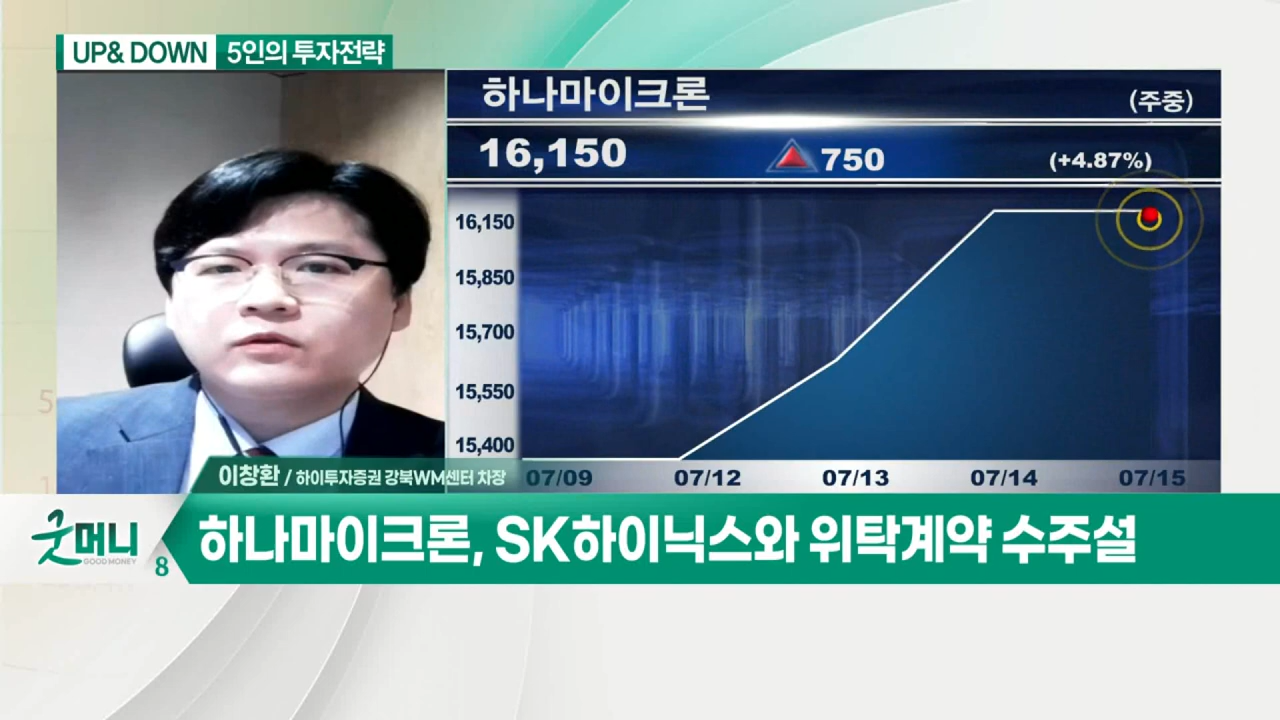 UP& DOWN 5인의 투자전략
하나마이크론 (주중)
16,150 ▲ 750 (+4.87%)
16,150
15,850
15,700
15,550
15,400
07/09 07/12 07/13 07/14 07/15
이창환 / 하이투자증권 강북WM센터 차장
굿머니
GOOD MONEY
8
하나마이크론, SK하이닉스와 위탁계약 수주설
5
1